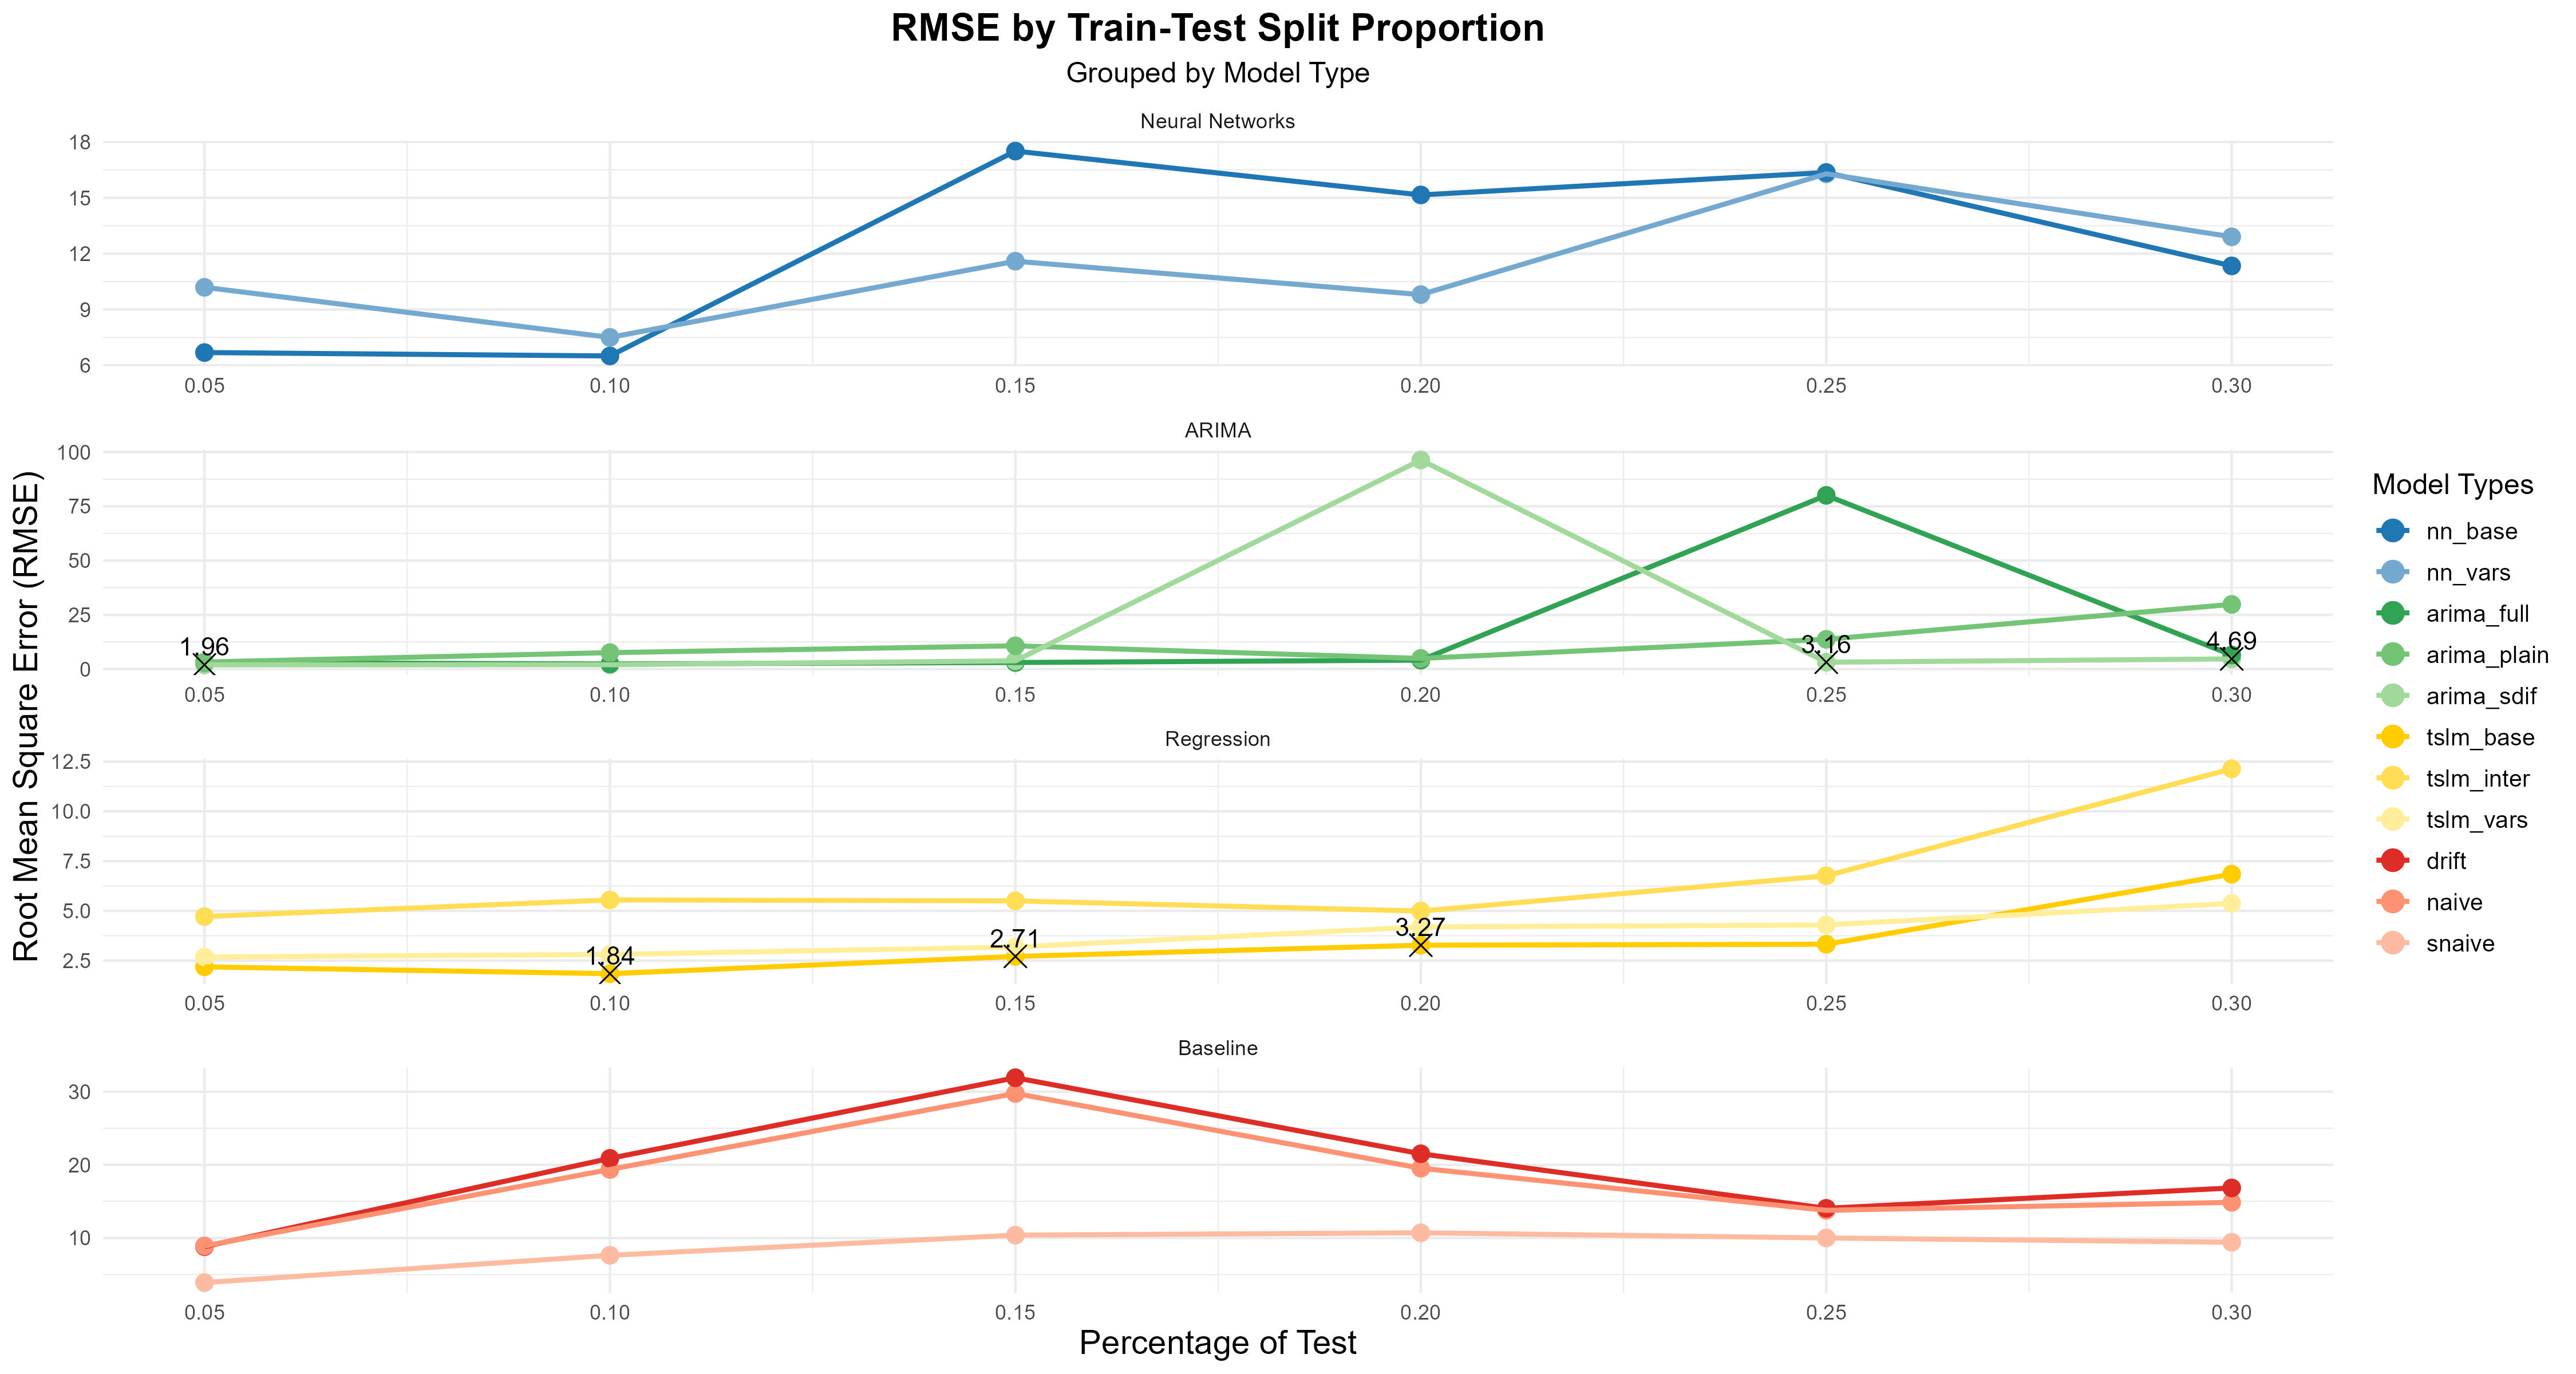 RMSE by Train-Test Split Proportion
Grouped by Model Type
Root Mean Square Error (RMSE)
Neural Networks
18
15
12
9
6
0.05 0.10 0.15 0.20 0.25 0.30
ARIMA
100
75
50
25
0
1.96 3.16 4.69
0.05 0.10 0.15 0.20 0.25 0.30
Regression
12.5
10.0
7.5
5.0
2.5
1.84 2.71 3.27
0.05 0.10 0.15 0.20 0.25 0.30
Baseline
30
20
10
0.05 0.10 0.15 0.20 0.25 0.30
Percentage of Test
Model Types
nn_base
nn_vars
arima_full
arima_plain
arima_sdif
tslm_base
tslm_inter
tslm_vars
drift
naive
snaive